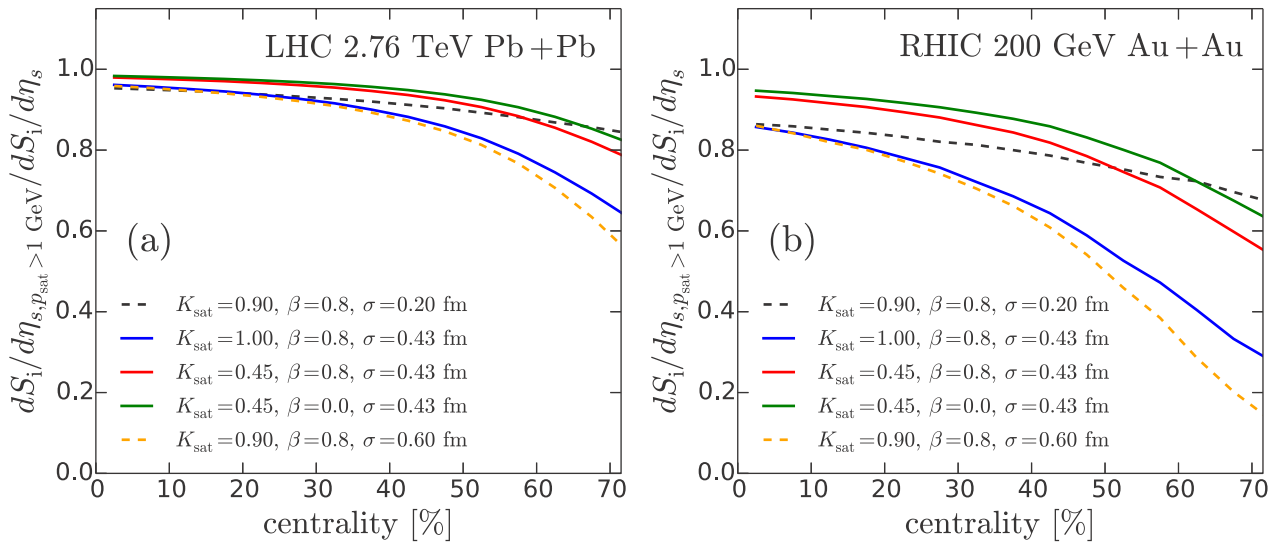 LHC 2.76 TeV Pb+Pb
dS_i/dη_{s,p_sat>1 GeV}/dS_i/dη_s
1.0
0.8
0.6
0.4
0.2
0.0
(a)
K_sat=0.90, β=0.8, σ=0.20 fm
K_sat=1.00, β=0.8, σ=0.43 fm
K_sat=0.45, β=0.8, σ=0.43 fm
K_sat=0.45, β=0.0, σ=0.43 fm
K_sat=0.90, β=0.8, σ=0.60 fm
0 10 20 30 40 50 60 70
centrality [%]
RHIC 200 GeV Au+Au
dS_i/dη_{s,p_sat>1 GeV}/dS_i/dη_s
1.0
0.8
0.6
0.4
0.2
0.0
(b)
K_sat=0.90, β=0.8, σ=0.20 fm
K_sat=1.00, β=0.8, σ=0.43 fm
K_sat=0.45, β=0.8, σ=0.43 fm
K_sat=0.45, β=0.0, σ=0.43 fm
K_sat=0.90, β=0.8, σ=0.60 fm
0 10 20 30 40 50 60 70
centrality [%]